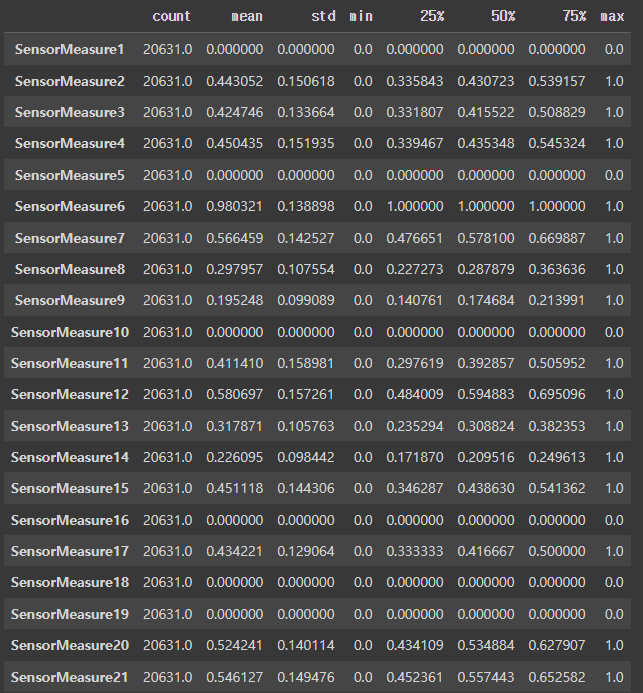 count mean std min 25% 50% 75% max
SensorMeasure1 20631.0 0.000000 0.000000 0.0 0.000000 0.000000 0.000000 0.0
SensorMeasure2 20631.0 0.443052 0.150618 0.0 0.335843 0.430723 0.539157 1.0
SensorMeasure3 20631.0 0.424746 0.133664 0.0 0.331807 0.415522 0.508829 1.0
SensorMeasure4 20631.0 0.450435 0.151935 0.0 0.339467 0.435348 0.545324 1.0
SensorMeasure5 20631.0 0.000000 0.000000 0.0 0.000000 0.000000 0.000000 0.0
SensorMeasure6 20631.0 0.980321 0.138898 0.0 1.000000 1.000000 1.000000 1.0
SensorMeasure7 20631.0 0.566459 0.142527 0.0 0.476651 0.578100 0.669887 1.0
SensorMeasure8 20631.0 0.297957 0.107554 0.0 0.227273 0.287879 0.363636 1.0
SensorMeasure9 20631.0 0.195248 0.099089 0.0 0.140761 0.174684 0.213991 1.0
SensorMeasure10 20631.0 0.000000 0.000000 0.0 0.000000 0.000000 0.000000 0.0
SensorMeasure11 20631.0 0.411410 0.158981 0.0 0.297619 0.392857 0.505952 1.0
SensorMeasure12 20631.0 0.580697 0.157261 0.0 0.484009 0.594883 0.695096 1.0
SensorMeasure13 20631.0 0.317871 0.105763 0.0 0.235294 0.308824 0.382353 1.0
SensorMeasure14 20631.0 0.226095 0.098442 0.0 0.171870 0.209516 0.249613 1.0
SensorMeasure15 20631.0 0.451118 0.144306 0.0 0.346287 0.438630 0.541362 1.0
SensorMeasure16 20631.0 0.000000 0.000000 0.0 0.000000 0.000000 0.000000 0.0
SensorMeasure17 20631.0 0.434221 0.129064 0.0 0.333333 0.416667 0.500000 1.0
SensorMeasure18 20631.0 0.000000 0.000000 0.0 0.000000 0.000000 0.000000 0.0
SensorMeasure19 20631.0 0.000000 0.000000 0.0 0.000000 0.000000 0.000000 0.0
SensorMeasure20 20631.0 0.524241 0.140114 0.0 0.434109 0.534884 0.627907 1.0
SensorMeasure21 20631.0 0.546127 0.149476 0.0 0.452361 0.557443 0.652582 1.0